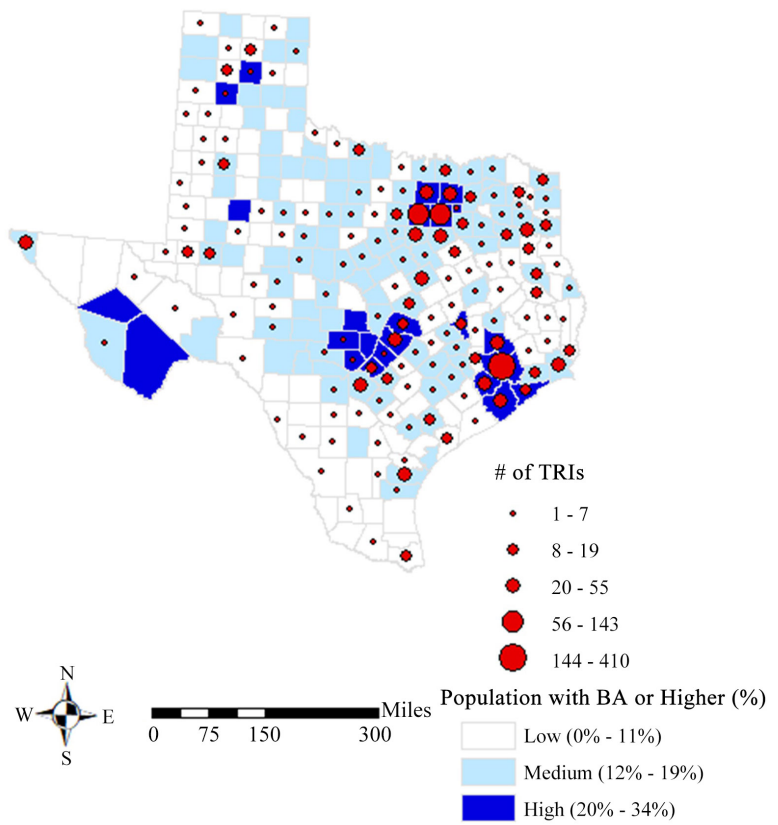 # of TRIs
1 - 7
8 - 19
20 - 55
56 - 143
144 - 410
N
W E
S
Miles
0 75 150 300
Population with BA or Higher (%)
Low (0% - 11%)
Medium (12% - 19%)
High (20% - 34%)